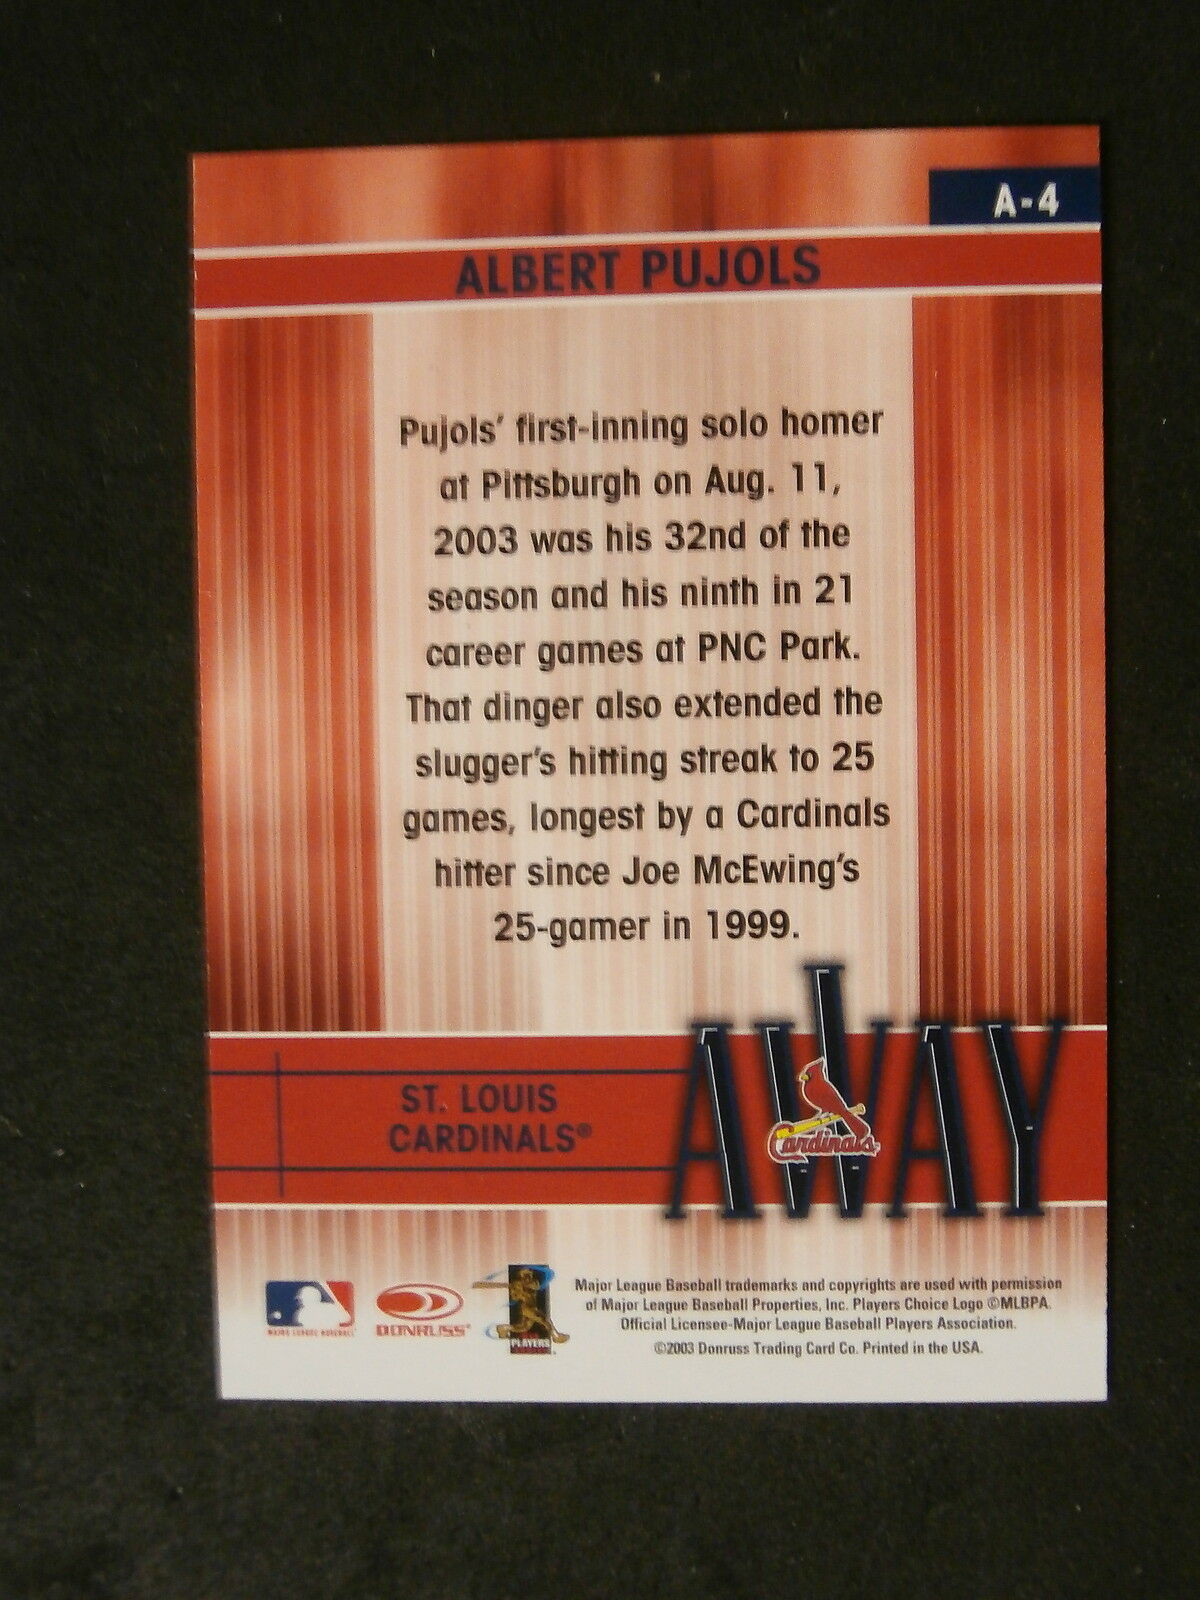 A-4
ALBERT PUJOLS
Pujols' first-inning solo homer
at Pittsburgh on Aug. 11,
2003 was his 32nd of the
season and his ninth in 21
career games at PNC Park.
That dinger also extended the
slugger's hitting streak to 25
games, longest by a Cardinals
hitter since Joe McEwing's
25-gamer in 1999.
AWAY
Cardinals
ST. LOUIS
CARDINALS®
MAJOR LEAGUE BASEBALL
DONRUSS
PLAYERS
Major League Baseball trademarks and copyrights are used with permission
of Major League Baseball Properties, Inc. Players Choice Logo ©MLBPA.
Official Licensee-Major League Baseball Players Association.
©2003 Donruss Trading Card Co. Printed in the USA.